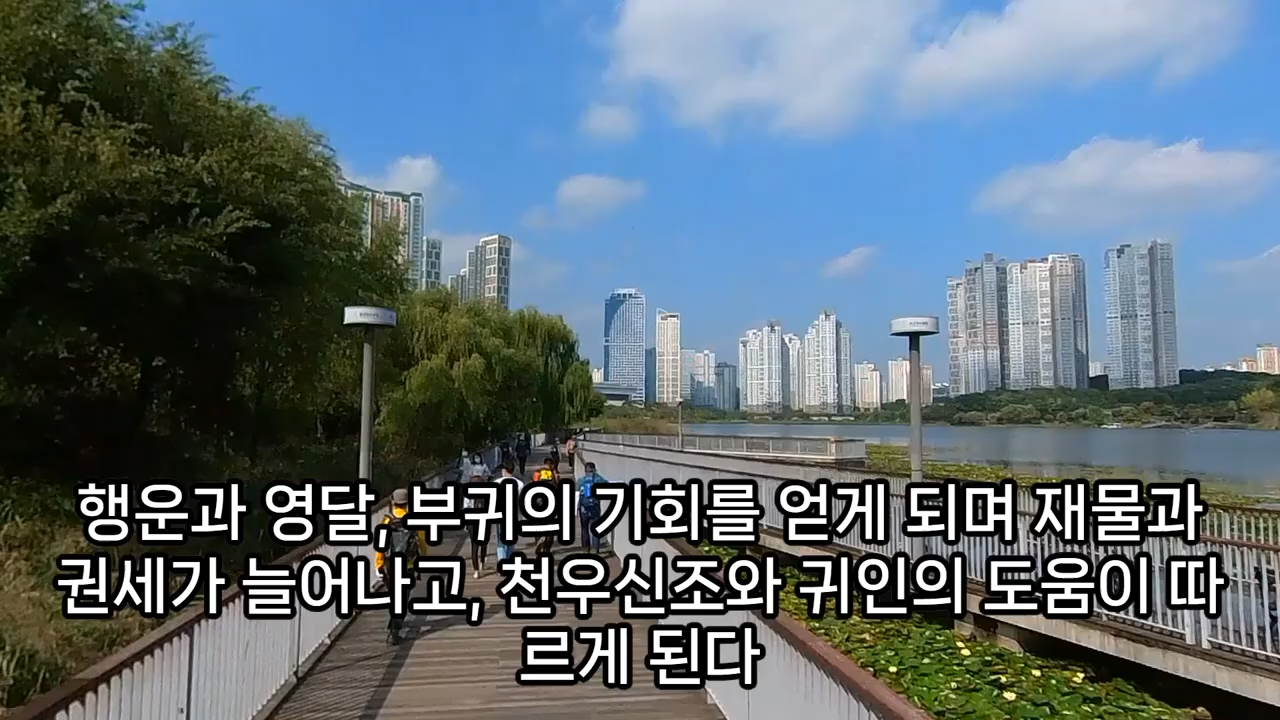 행운과 영달, 부귀의 기회를 얻게 되며 재물과
권세가 늘어나고, 천우신조와 귀인의 도움이 따
르게 된다